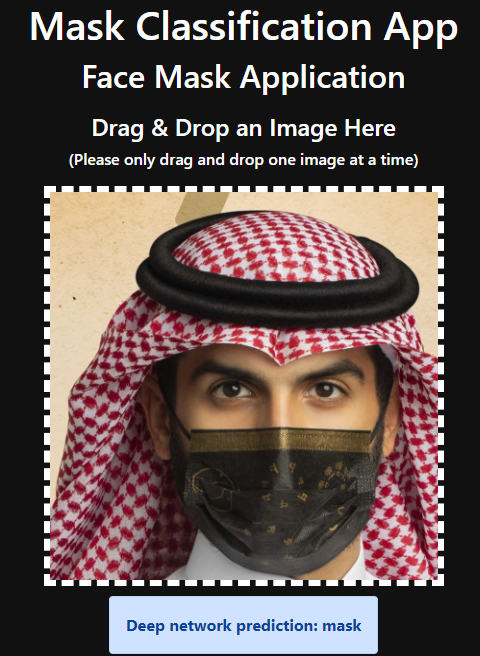 Mask Classification App
Face Mask Application
Drag & Drop an Image Here
(Please only drag and drop one image at a time)
Deep network prediction: mask